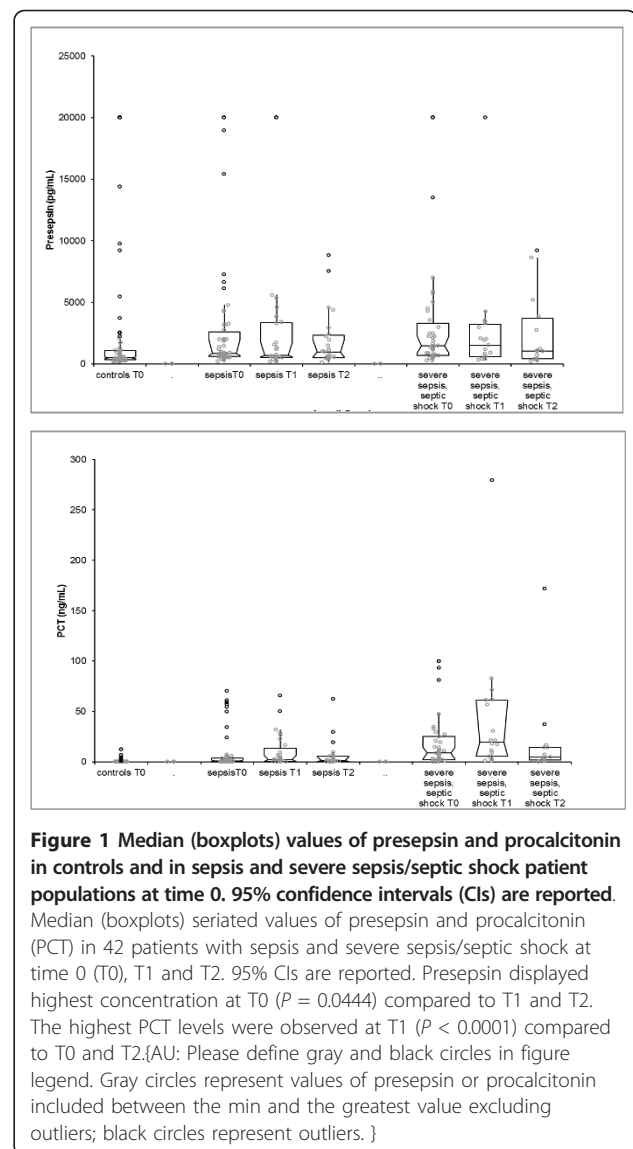 25000
20000
15000
10000
5000
0
Presepsin (pg/mL)
controls T0 . sepsisT0 sepsis T1 sepsis T2 .. severe sepsis, septic shock T0 severe sepsis, septic shock T1 severe sepsis, septic shock T2
300
250
200
150
100
50
0
PCT (ng/mL)
controls T0 . sepsisT0 sepsis T1 sepsis T2 .. severe sepsis, septic shock T0 severe sepsis, septic shock T1 severe sepsis, septic shock T2
Figure 1 Median (boxplots) values of presepsin and procalcitonin
in controls and in sepsis and severe sepsis/septic shock patient
populations at time 0. 95% confidence intervals (CIs) are reported.
Median (boxplots) seriated values of presepsin and procalcitonin
(PCT) in 42 patients with sepsis and severe sepsis/septic shock at
time 0 (T0), T1 and T2. 95% CIs are reported. Presepsin displayed
highest concentration at T0 (P = 0.0444) compared to T1 and T2.
The highest PCT levels were observed at T1 (P < 0.0001) compared
to T0 and T2.{AU: Please define gray and black circles in figure
legend. Gray circles represent values of presepsin or procalcitonin
included between the min and the greatest value excluding
outliers; black circles represent outliers. }